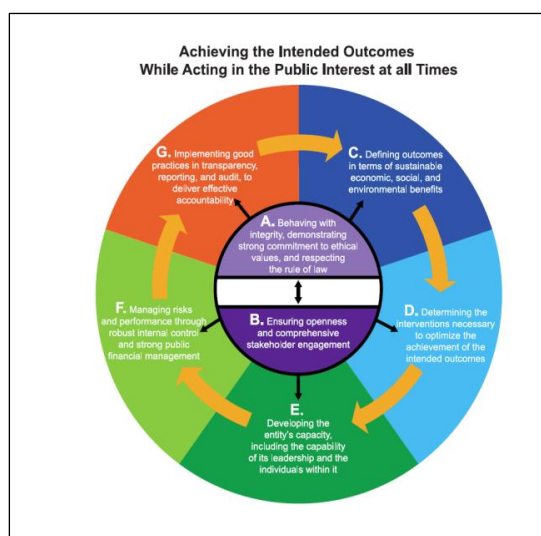 Achieving the Intended Outcomes
While Acting in the Public Interest at all Times
G. Implementing good
practices in transparency,
reporting, and audit, to
deliver effective
accountability
C. Defining outcomes
in terms of sustainable
economic, social, and
environmental benefits
A. Behaving with
integrity, demonstrating
strong commitment to ethical
values, and respecting
the rule of law
B. Ensuring openness
and comprehensive
stakeholder engagement
F. Managing risks
and performance through
robust internal control
and strong public
financial management
D. Determining the
interventions necessary
to optimize the
achievement of the
intended outcomes
E.
Developing the
entity's capacity,
including the capability
of its leadership and the
individuals within it